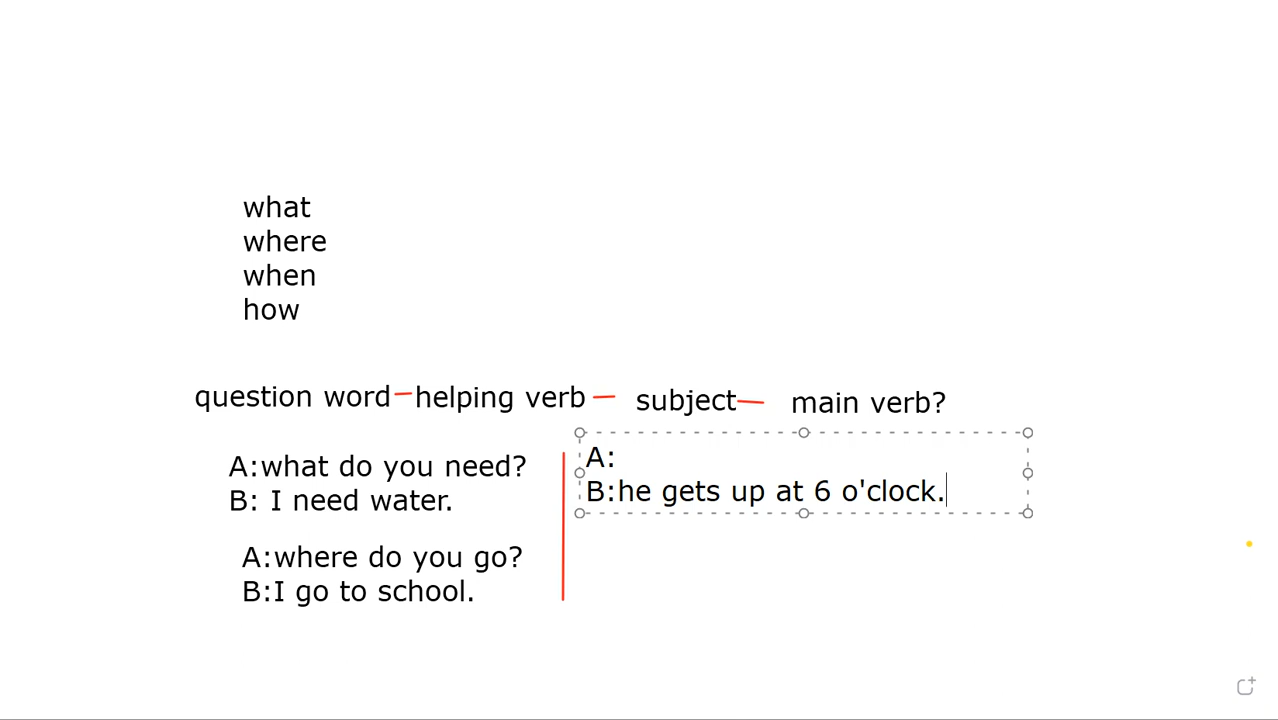 what
where
when
how
question word helping verb subject main verb?
A:what do you need?
B: I need water.
A:where do you go?
B:I go to school.
A:
B:he gets up at 6 o'clock.